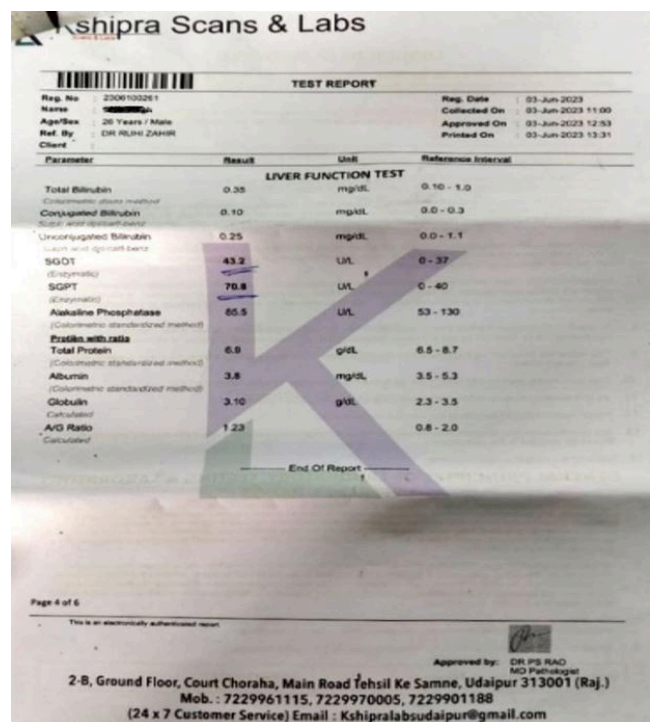 Kshipra Scans & Labs
TEST REPORT
Reg. No : 2306100261
Name :
Age/Sex : 26 Years / Male
Ref. By : DR RUHI ZAHIR
Client :
Reg. Date : 03-Jun-2023
Collected On : 03-Jun-2023 11:00
Approved On : 03-Jun-2023 12:53
Printed On : 03-Jun-2023 13:31
Parameter Result Unit Reference Interval
LIVER FUNCTION TEST
Total Bilirubin 0.35 mg/dL 0.10 - 1.0
Conjugated Bilirubin 0.10 mg/dL 0.0 - 0.3
Unconjugated Bilirubin 0.25 mg/dL 0.0 - 1.1
SGOT 43.2 U/L 0 - 37
(Enzymatic)
SGPT 70.8 U/L 0 - 40
(Enzymatic)
Alakaline Phosphatase 85.5 U/L 53 - 130
(Colorimetric standardized method)
Protien with ratio
Total Protein 6.9 g/dL 6.5 - 8.7
(Colorimetric standardized method)
Albumin 3.8 mg/dL 3.5 - 5.3
(Colorimetric standardized method)
Globulin 3.10 g/dL 2.3 - 3.5
Calculated
A/G Ratio 1.23 0.8 - 2.0
Calculated
End Of Report
Page 4 of 6
This is an electronically authenticated report
Approved by: DR PS RAO
MD Pathologist
2-B, Ground Floor, Court Choraha, Main Road Tehsil Ke Samne, Udaipur 313001 (Raj.)
Mob. : 7229961115, 7229970005, 7229901188
(24 x 7 Customer Service) Email : Kshipralabsudaipur@gmail.com